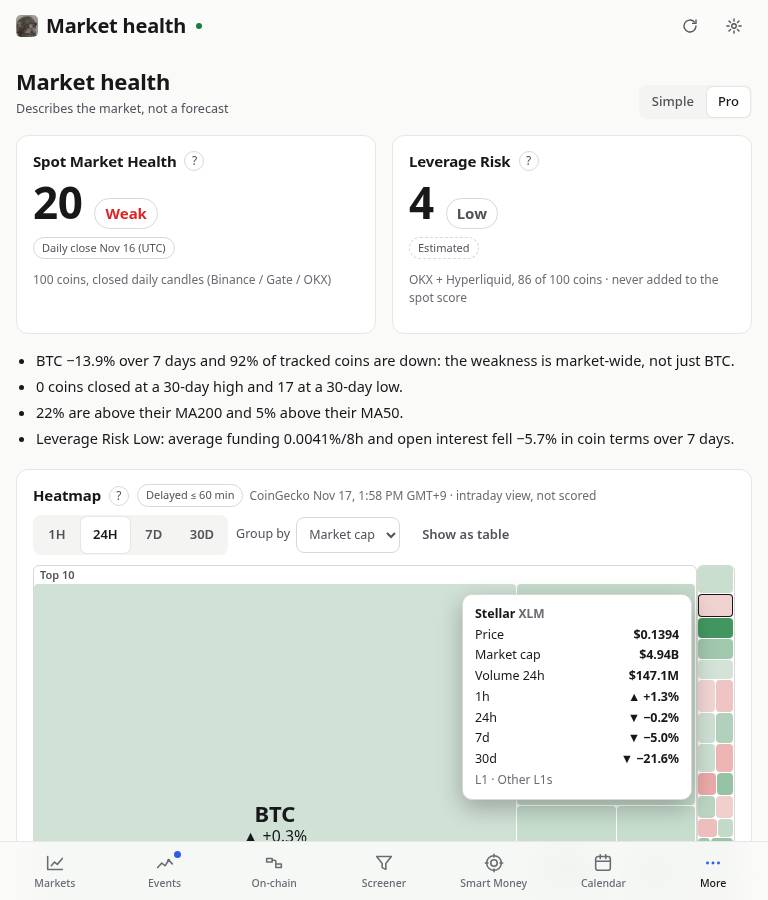 Market health
Market health
Describes the market, not a forecast
Simple Pro
Spot Market Health ?
20 Weak
Daily close Nov 16 (UTC)
100 coins, closed daily candles (Binance / Gate / OKX)
Leverage Risk ?
4 Low
Estimated
OKX + Hyperliquid, 86 of 100 coins · never added to the
spot score
• BTC −13.9% over 7 days and 92% of tracked coins are down: the weakness is market-wide, not just BTC.
• 0 coins closed at a 30-day high and 17 at a 30-day low.
• 22% are above their MA200 and 5% above their MA50.
• Leverage Risk Low: average funding 0.0041%/8h and open interest fell −5.7% in coin terms over 7 days.
Heatmap ? Delayed ≤ 60 min CoinGecko Nov 17, 1:58 PM GMT+9 · intraday view, not scored
1H 24H 7D 30D Group by Market cap Show as table
Top 10
Stellar XLM
Price $0.1394
Market cap $4.94B
Volume 24h $147.1M
1h ▲ +1.3%
24h ▼ −0.2%
7d ▼ −5.0%
30d ▼ −21.6%
L1 · Other L1s
BTC
▲ +0.3%
Markets Events On-chain Screener Smart Money Calendar More